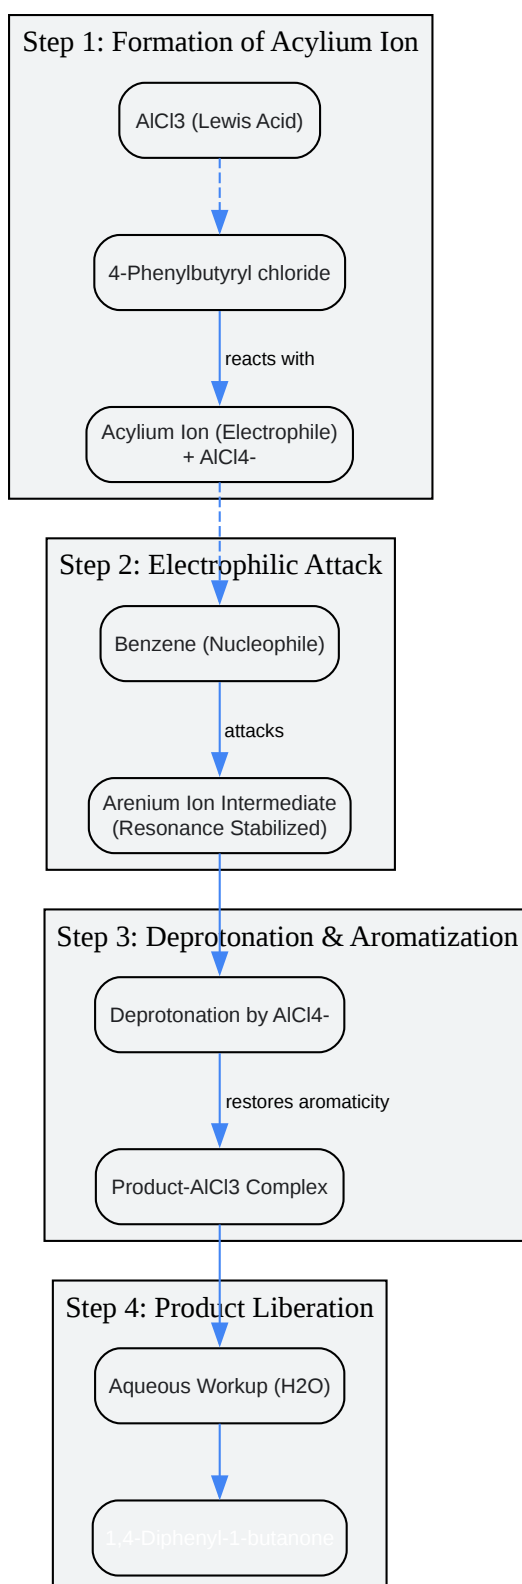 Step 1: Formation of Acylium Ion
AlCl3 (Lewis Acid)
4-Phenylbutyryl chloride
reacts with
Acylium Ion (Electrophile)
+ AlCl4-
Step 2: Electrophilic Attack
Benzene (Nucleophile)
attacks
Arenium Ion Intermediate
(Resonance Stabilized)
Step 3: Deprotonation & Aromatization
Deprotonation by AlCl4-
restores aromaticity
Product-AlCl3 Complex
Step 4: Product Liberation
Aqueous Workup (H2O)
1,4-Diphenyl-1-butanone